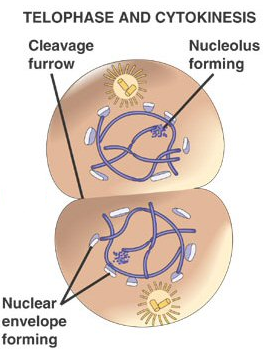 TELOPHASE AND CYTOKINESIS
Cleavage
furrow
Nucleolus
forming
Nuclear
envelope
forming